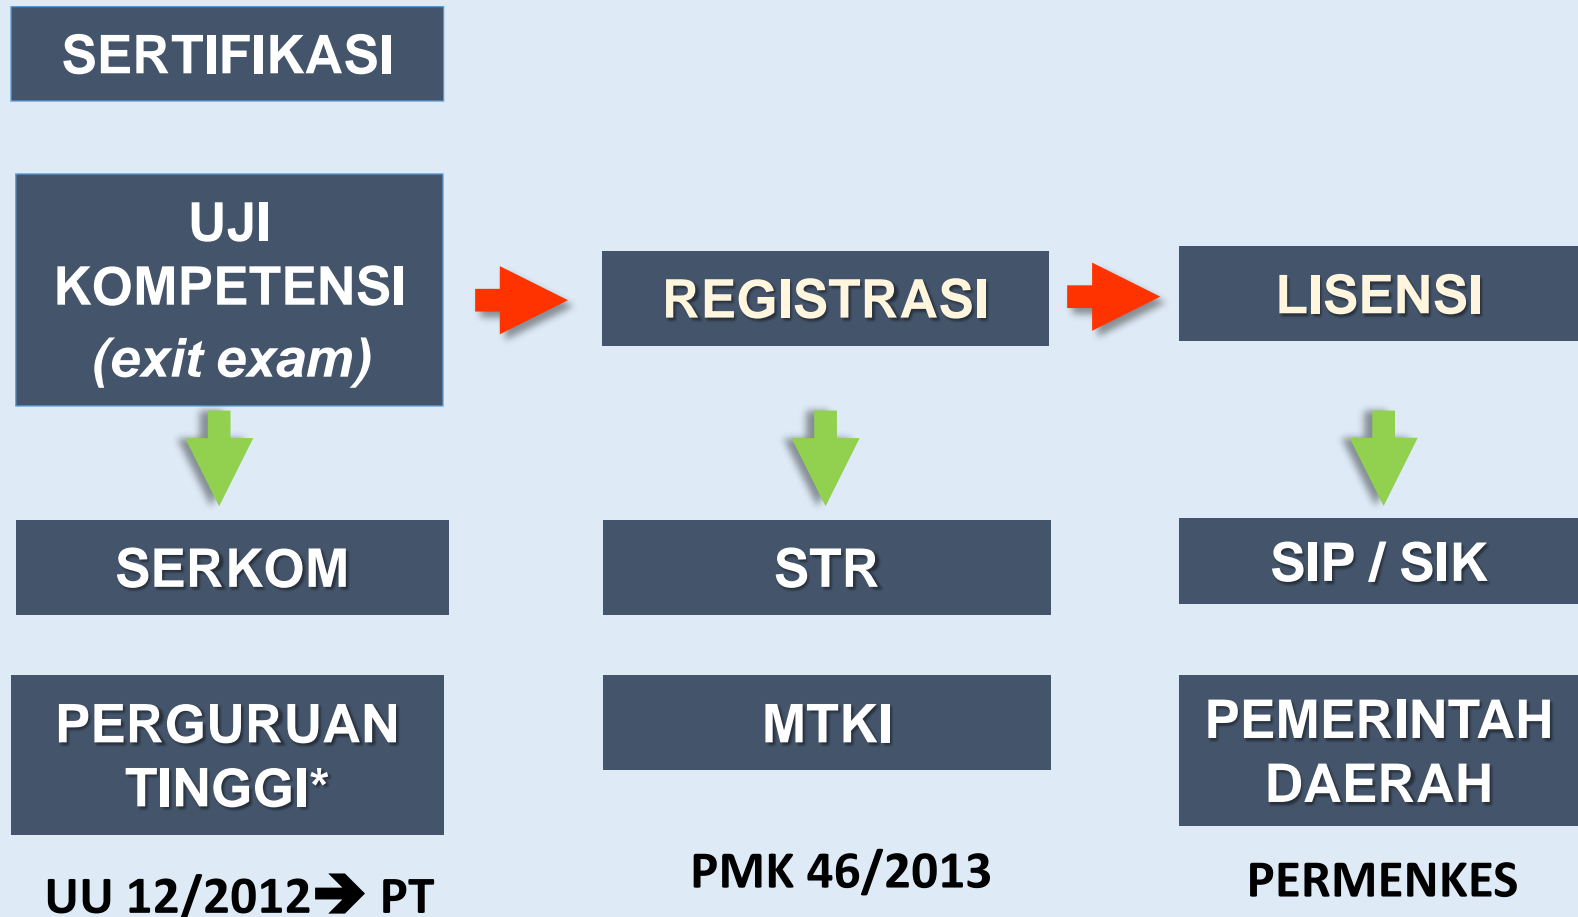 SERTIFIKASI
UJI
KOMPETENSI
(exit exam)
REGISTRASI
LISENSI
SERKOM
STR
SIP / SIK
PERGURUAN
TINGGI*
MTKI
PEMERINTAH
DAERAH
UU 12/2012➔ PT
PMK 46/2013
PERMENKES